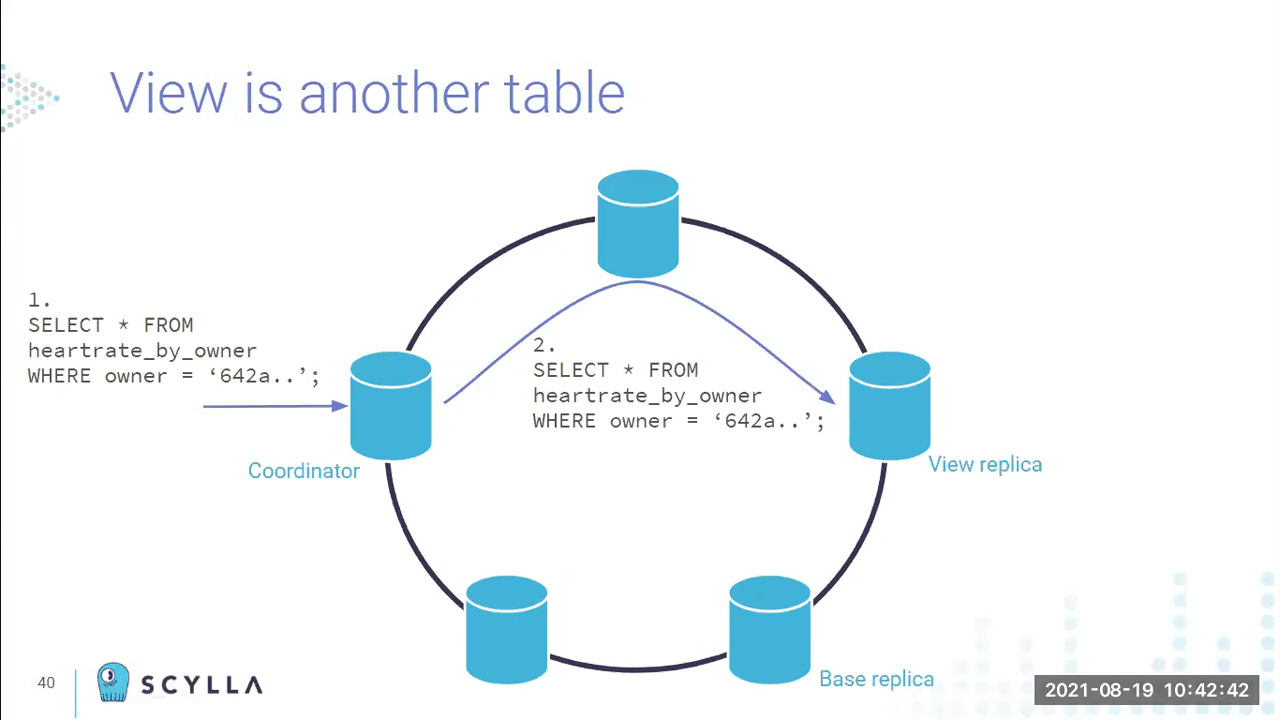 View is another table
1.
SELECT * FROM
heartrate_by_owner
WHERE owner = ‘642a..’;
2.
SELECT * FROM
heartrate_by_owner
WHERE owner = ‘642a..’;
Coordinator
View replica
Base replica
40
SCYLLA
2021-08-19 10:42:42